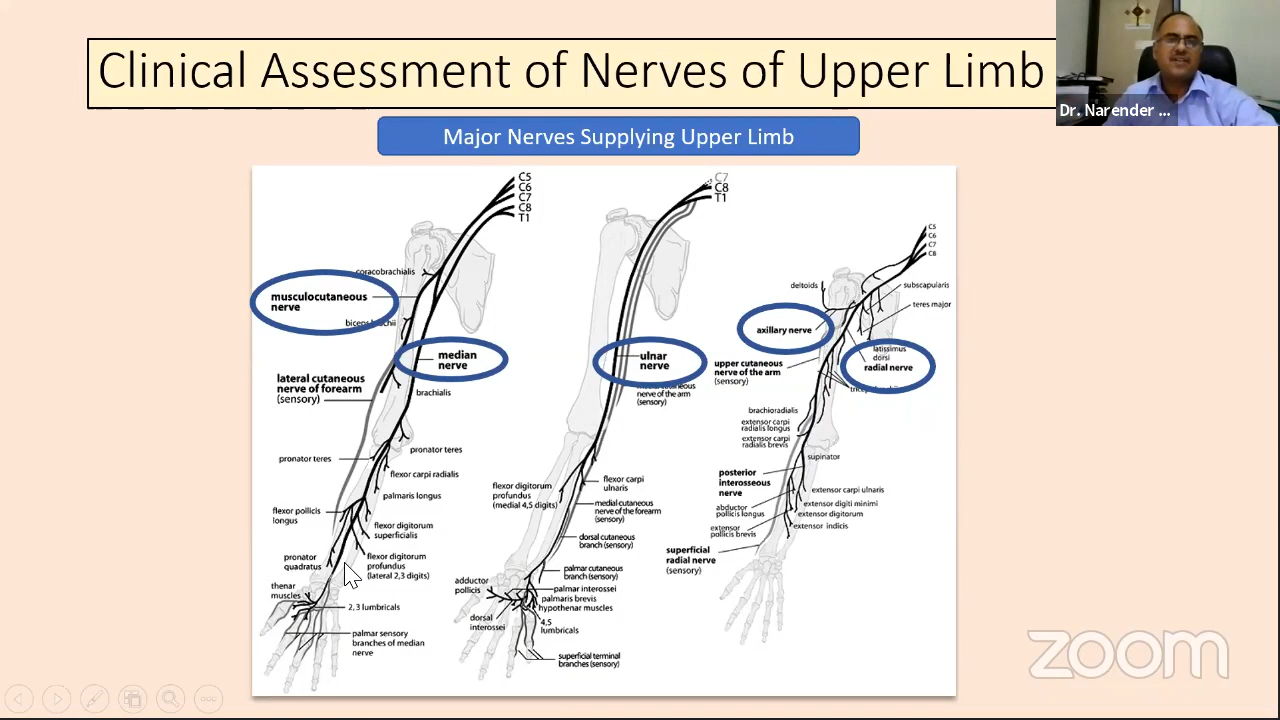 Clinical Assessment of Nerves of Upper Limb
Dr. Narender ...
Major Nerves Supplying Upper Limb
C5
C6
C7
C8
T1
coracobrachialis
musculocutaneous
nerve
biceps brachii
median
nerve
lateral cutaneous
nerve of forearm
(sensory)
brachialis
pronator teres
pronator teres
flexor carpi radialis
palmaris longus
flexor pollicis
longus
flexor digitorum
superficialis
pronator
quadratus
flexor digitorum
profundus
(lateral 2,3 digits)
thenar
muscles
2,3 lumbricals
palmar sensory
branches of median
nerve
C7
C8
T1
ulnar
nerve
cutaneous
nerve of the arm
(sensory)
flexor digitorum
profundus
(medial 4,5 digits)
flexor carpi
ulnaris
medial cutaneous
nerve of the forearm
(sensory)
dorsal cutaneous
branch (sensory)
palmar cutaneous
branch (sensory)
adductor
pollicis
palmar interossei
palmaris brevis
hypothenar muscles
dorsal
interossei
4,5
lumbricals
superficial terminal
branches (sensory)
C5
C6
C7
C8
deltoids
subscapularis
teres major
axillary nerve
latissimus
dorsi
radial nerve
upper cutaneous
nerve of the arm
(sensory)
brachioradialis
extensor carpi
radialis longus
extensor carpi
radialis brevis
supinator
posterior
interosseous
nerve
extensor carpi ulnaris
abductor
pollicis longus
extensor digiti minimi
extensor digitorum
extensor
pollicis brevis
extensor indicis
superficial
radial nerve
(sensory)
zoom